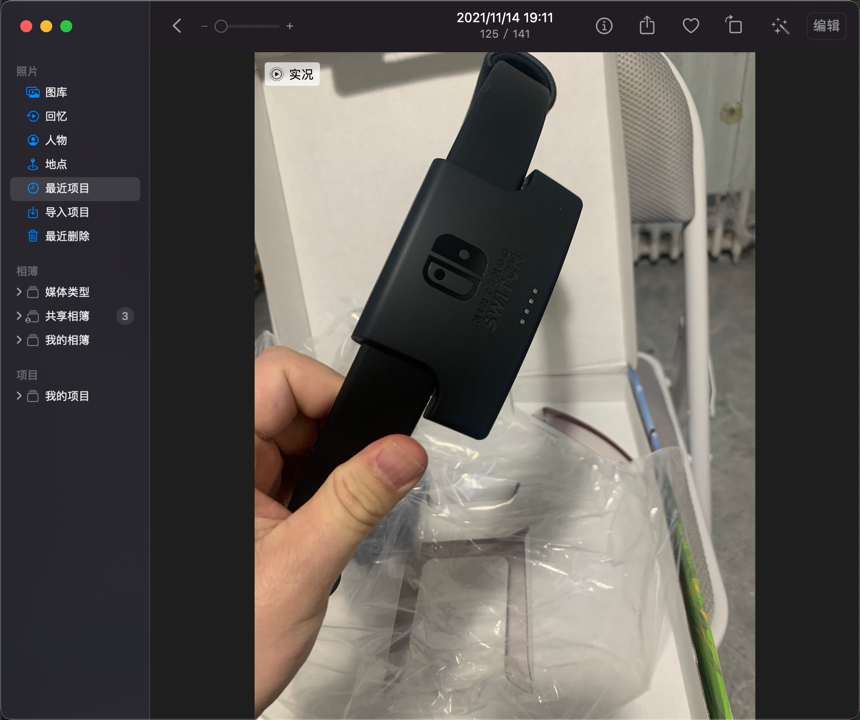 2021/11/14 19:11
125 / 141
编辑
照片
图库
回忆
人物
地点
最近项目
导入项目
最近删除
相簿
媒体类型
共享相簿
3
我的相簿
项目
我的项目
实况
SWITCH